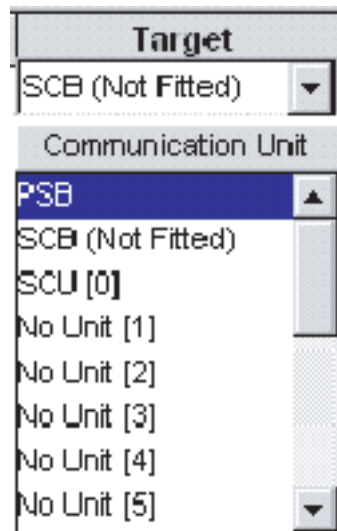 Target
SCB (Not Fitted)
Communication Unit
PSB
SCB (Not Fitted)
SCU [0]
No Unit [1]
No Unit [2]
No Unit [3]
No Unit [4]
No Unit [5]